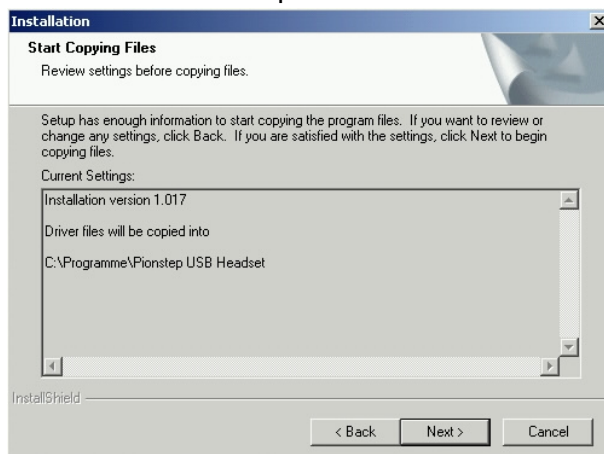 Installation
Start Copying Files
Review settings before copying files.
Setup has enough information to start copying the program files. If you want to review or
change any settings, click Back. If you are satisfied with the settings, click Next to begin
copying files.
Current Settings:
Installation version 1.017
Driver files will be copied into
C:\Programme\Pionstep USB Headset
InstallShield
< Back
Next >
Cancel